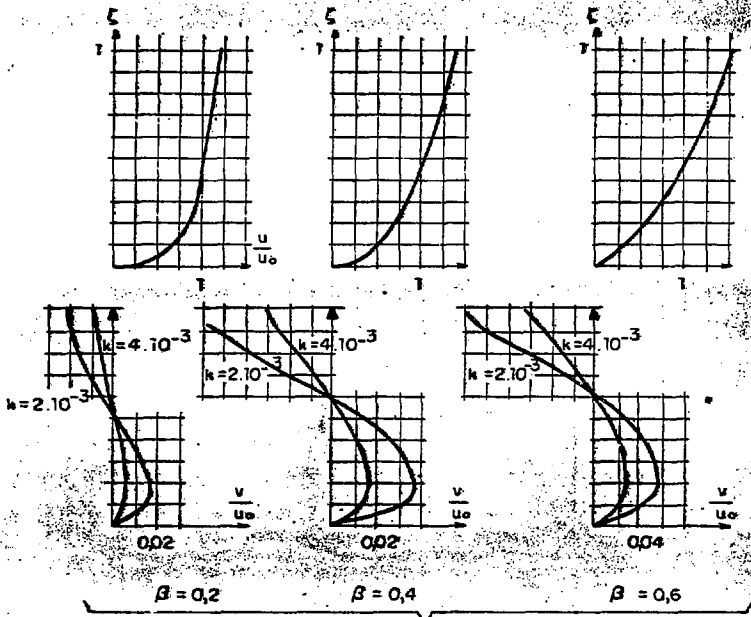 ζ ζ ζ
1 1 1
u/u₀
1 1 1
k=4.10⁻³ k=4.10⁻³ k=4.10⁻³
k=2.10⁻³ k=2.10⁻³ k=2.10⁻³
v/u₀ v/u₀ v/u₀
0,02 0,02 0,04
β = 0,2 β = 0,4 β = 0,6